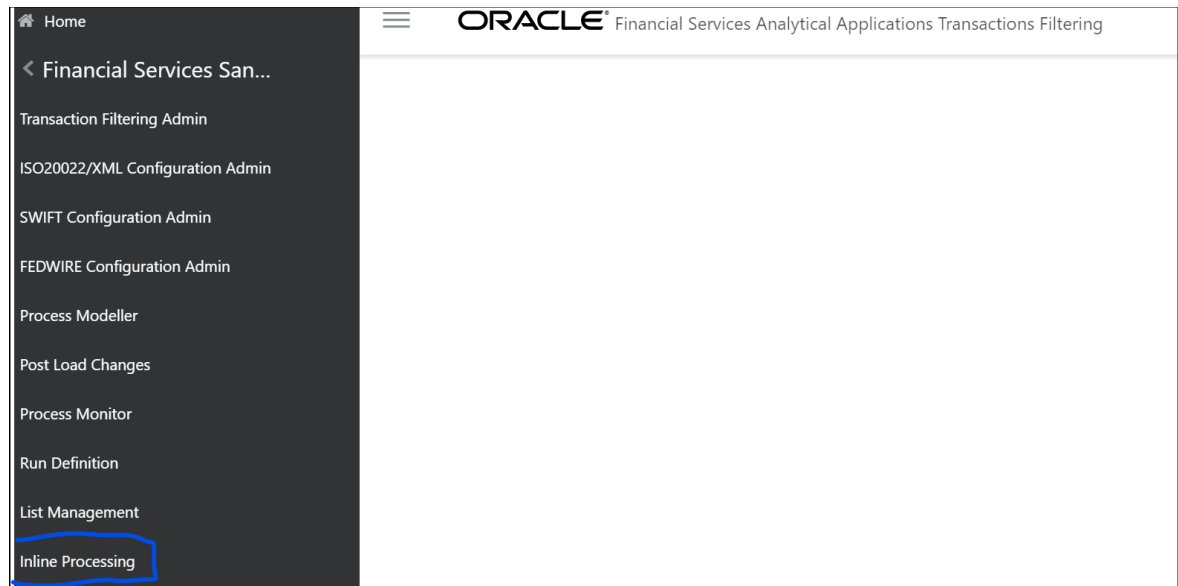 Home
ORACLE® Financial Services Analytical Applications Transactions Filtering
Financial Services San...
Transaction Filtering Admin
ISO20022/XML Configuration Admin
SWIFT Configuration Admin
FEDWIRE Configuration Admin
Process Modeller
Post Load Changes
Process Monitor
Run Definition
List Management
Inline Processing